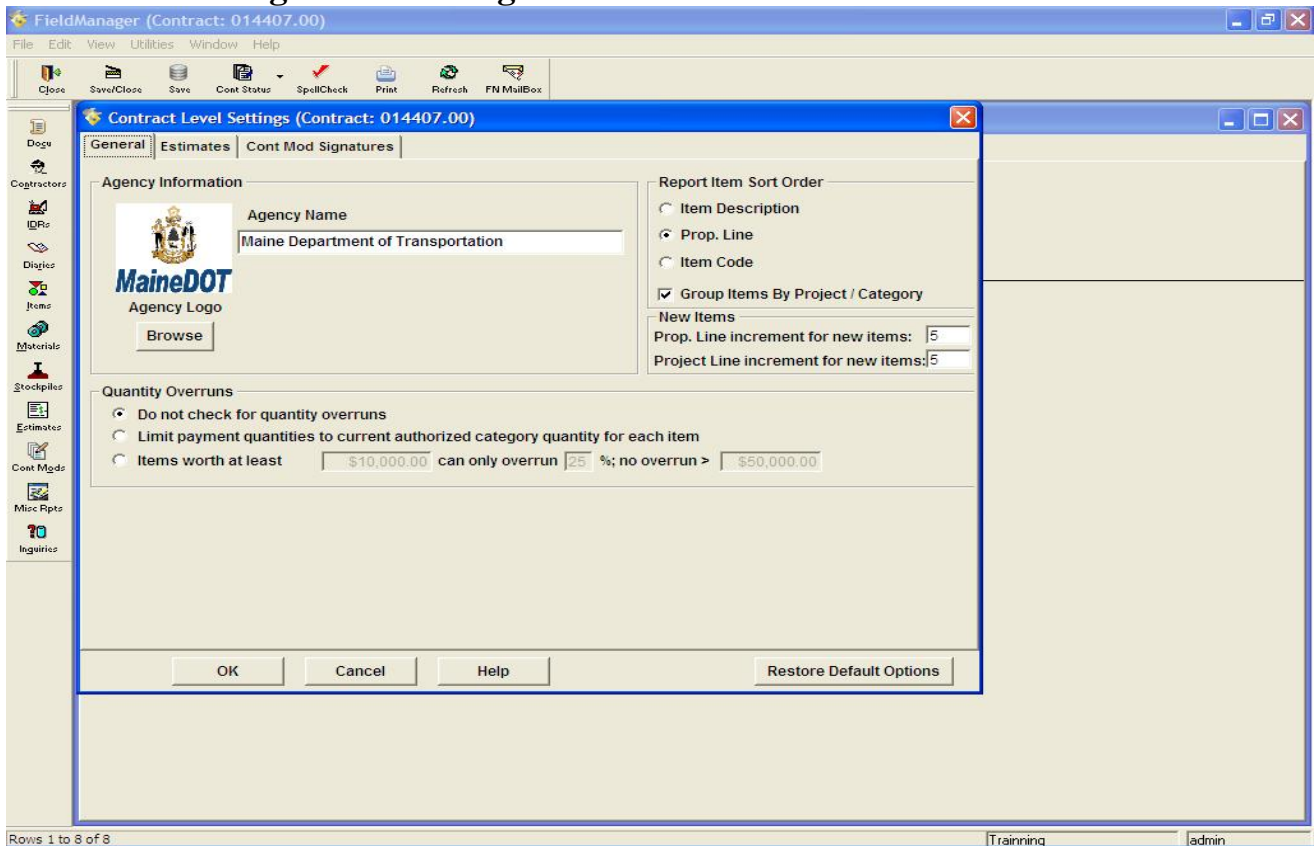 FieldManager (Contract: 014407.00)
File Edit View Utilities Window Help
Close Save/Close Save Cont Status SpellCheck Print Refresh FN MailBox
Contract Level Settings (Contract: 014407.00)
General Estimates Cont Mod Signatures
Docu
Contractors
IDRs
Diaries
Items
Materials
Stockpiles
Estimates
Cont Mods
Misc Rpts
Inquiries
Agency Information
MaineDOT
Agency Logo
Browse
Agency Name
Maine Department of Transportation
Report Item Sort Order
Item Description
Prop. Line
Item Code
Group Items By Project / Category
New Items
Prop. Line increment for new items: 5
Project Line increment for new items: 5
Quantity Overruns
Do not check for quantity overruns
Limit payment quantities to current authorized category quantity for each item
Items worth at least $10,000.00 can only overrun 25 %; no overrun > $50,000.00
OK Cancel Help Restore Default Options
Rows 1 to 8 of 8 Trainning admin